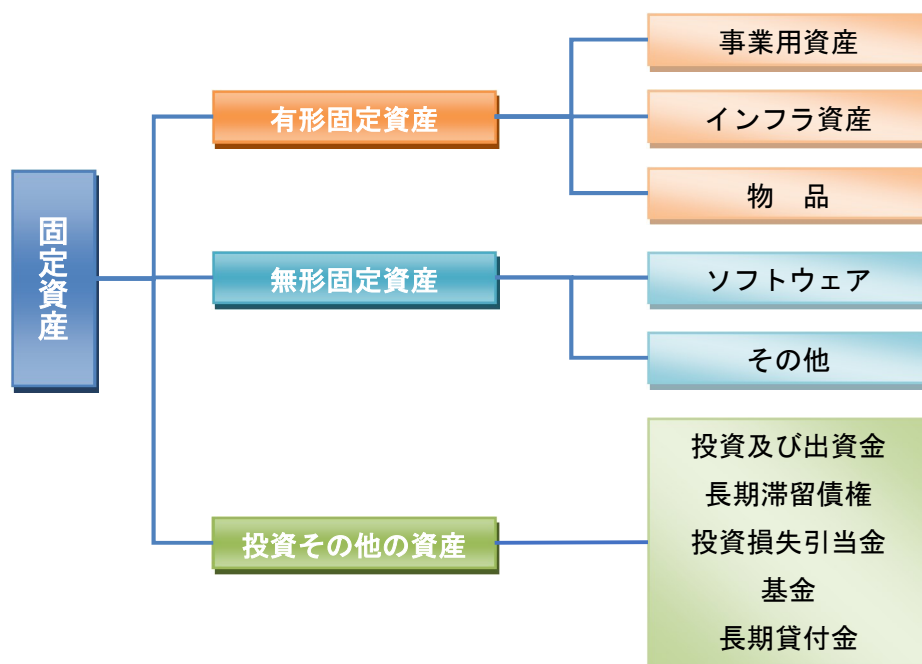 固定資産
有形固定資産
事業用資産
インフラ資産
物　品
無形固定資産
ソフトウェア
その他
投資その他の資産
投資及び出資金
長期滞留債権
投資損失引当金
基金
長期貸付金